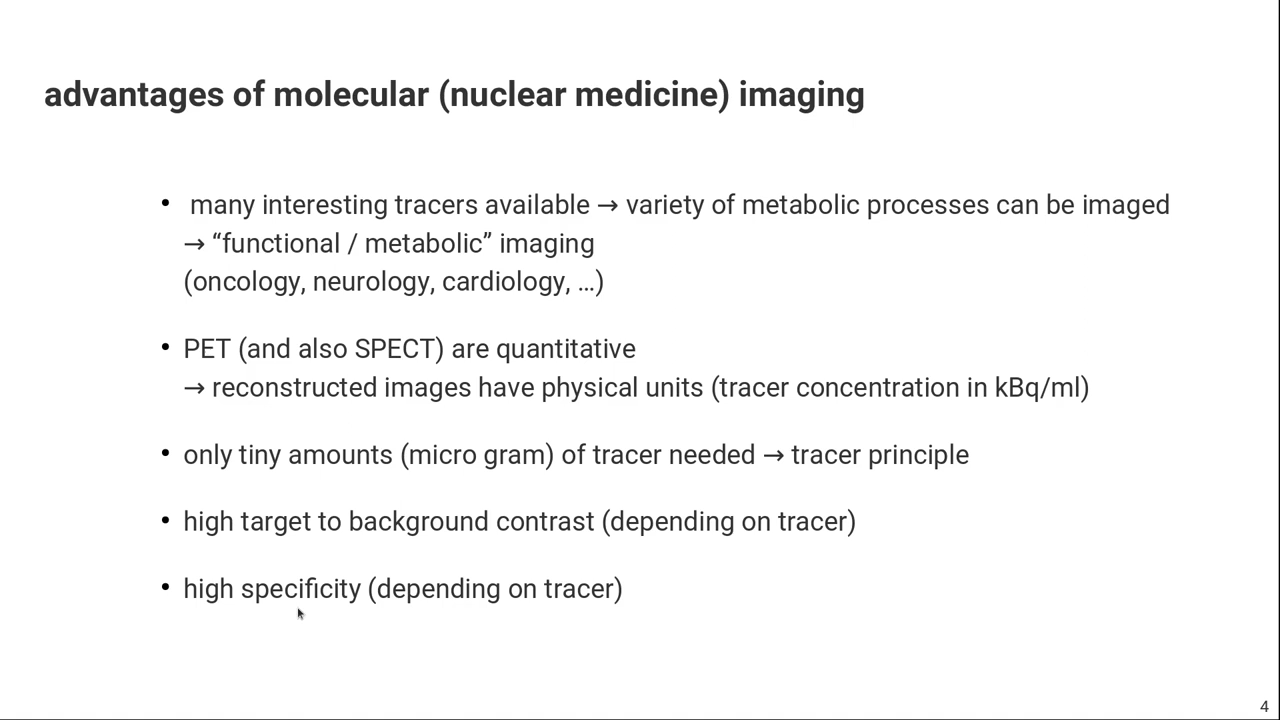 advantages of molecular (nuclear medicine) imaging
• many interesting tracers available → variety of metabolic processes can be imaged
→ “functional / metabolic” imaging
(oncology, neurology, cardiology, ...)
• PET (and also SPECT) are quantitative
→ reconstructed images have physical units (tracer concentration in kBq/ml)
• only tiny amounts (micro gram) of tracer needed → tracer principle
• high target to background contrast (depending on tracer)
• high specificity (depending on tracer)
4